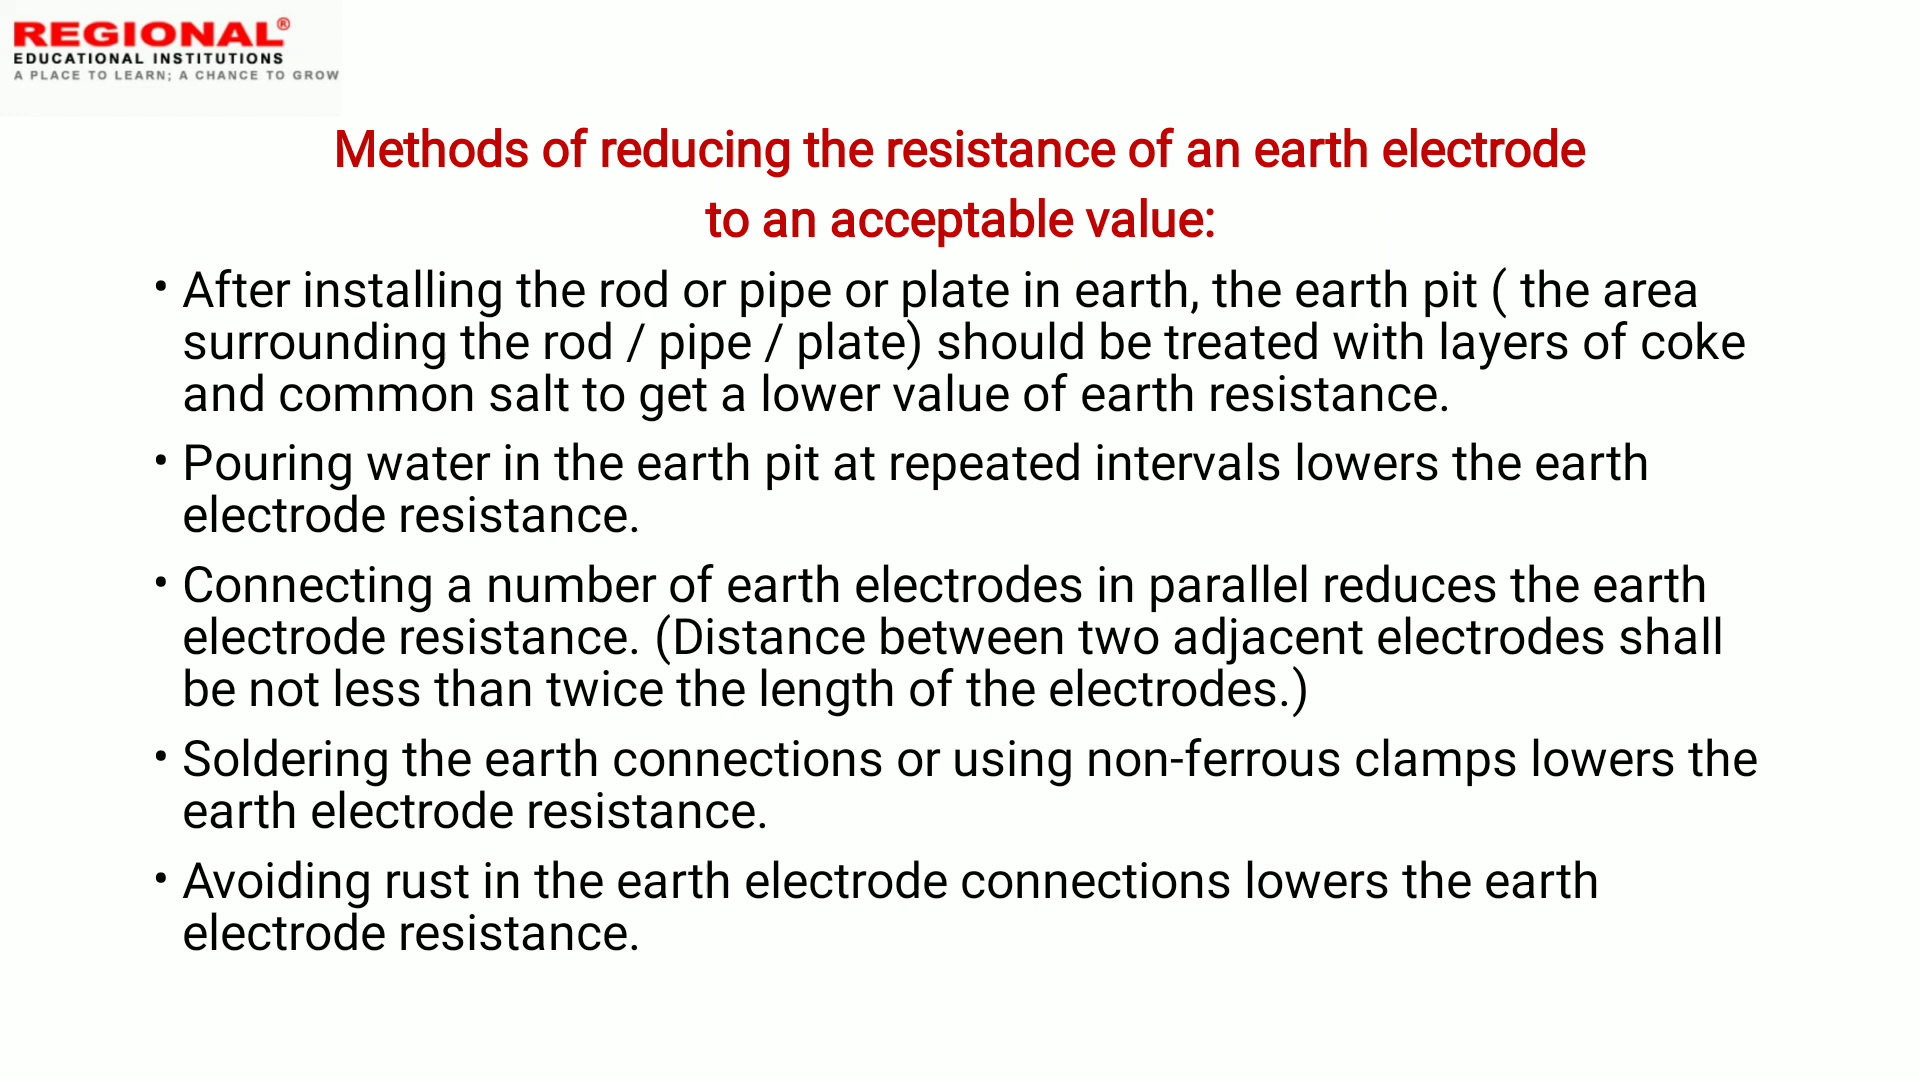 REGIONAL®
EDUCATIONAL INSTITUTIONS
A PLACE TO LEARN; A CHANCE TO GROW
Methods of reducing the resistance of an earth electrode
to an acceptable value:
• After installing the rod or pipe or plate in earth, the earth pit ( the area
surrounding the rod / pipe / plate) should be treated with layers of coke
and common salt to get a lower value of earth resistance.
• Pouring water in the earth pit at repeated intervals lowers the earth
electrode resistance.
• Connecting a number of earth electrodes in parallel reduces the earth
electrode resistance. (Distance between two adjacent electrodes shall
be not less than twice the length of the electrodes.)
• Soldering the earth connections or using non-ferrous clamps lowers the
earth electrode resistance.
• Avoiding rust in the earth electrode connections lowers the earth
electrode resistance.